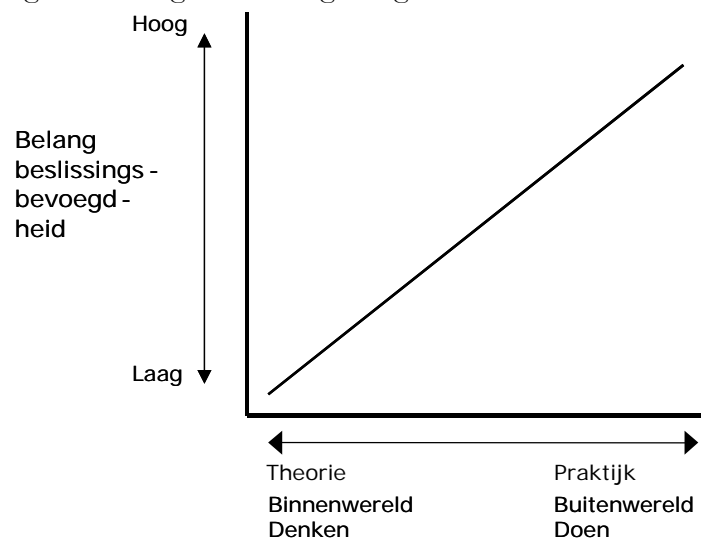 Hoog
Belang
beslissings -
bevoegd -
heid
Laag
Theorie Praktijk
Binnenwereld Buitenwereld
Denken Doen